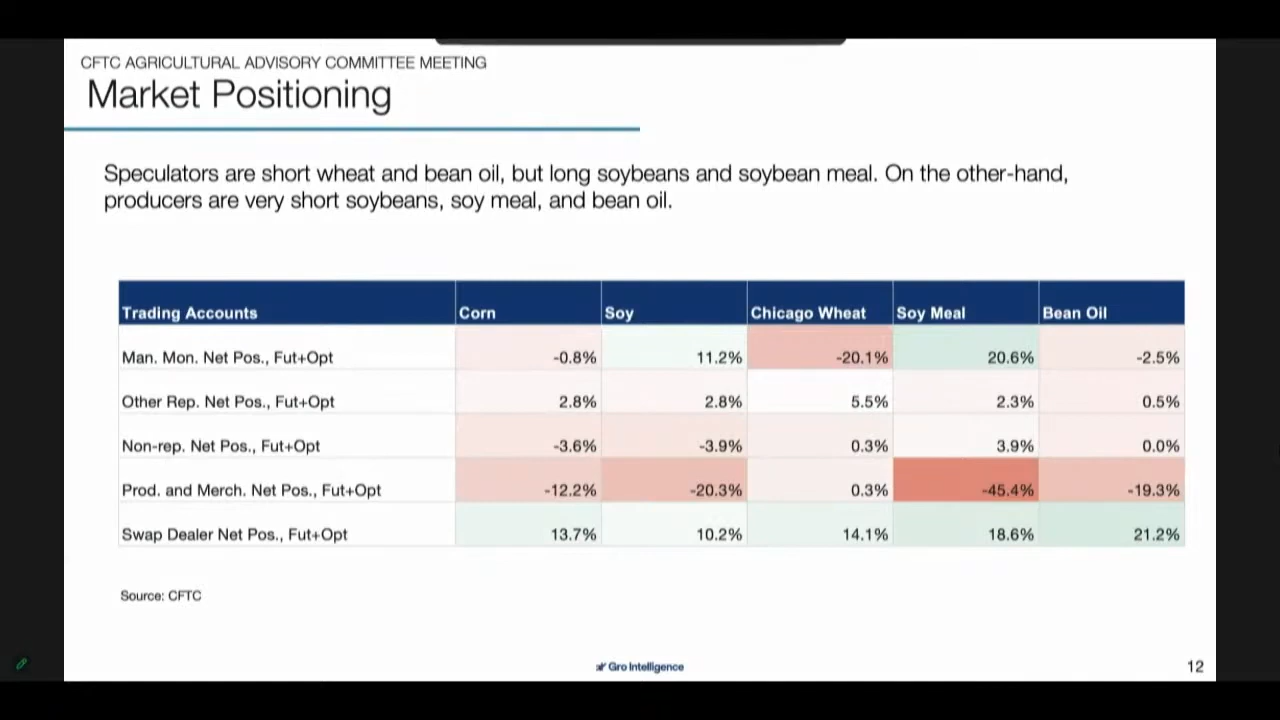 CFTC AGRICULTURAL ADVISORY COMMITTEE MEETING
Market Positioning
Speculators are short wheat and bean oil, but long soybeans and soybean meal. On the other-hand,
producers are very short soybeans, soy meal, and bean oil.
Trading Accounts Corn Soy Chicago Wheat Soy Meal Bean Oil
Man. Mon. Net Pos., Fut+Opt -0.8% 11.2% -20.1% 20.6% -2.5%
Other Rep. Net Pos., Fut+Opt 2.8% 2.8% 5.5% 2.3% 0.5%
Non-rep. Net Pos., Fut+Opt -3.6% -3.9% 0.3% 3.9% 0.0%
Prod. and Merch. Net Pos., Fut+Opt -12.2% -20.3% 0.3% -45.4% -19.3%
Swap Dealer Net Pos., Fut+Opt 13.7% 10.2% 14.1% 18.6% 21.2%
Source: CFTC
Gro Intelligence
12